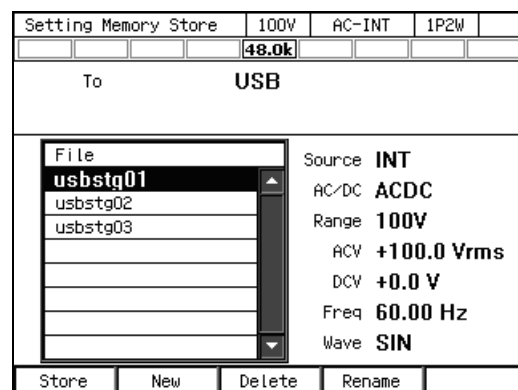 Setting Memory Store 100V AC-INT 1P2W
48.0k
To USB
File
usbstg01
usbstg02
usbstg03
Source INT
AC/DC ACDC
Range 100V
ACV +100.0 Vrms
DCV +0.0 V
Freq 60.00 Hz
Wave SIN
Store New Delete Rename